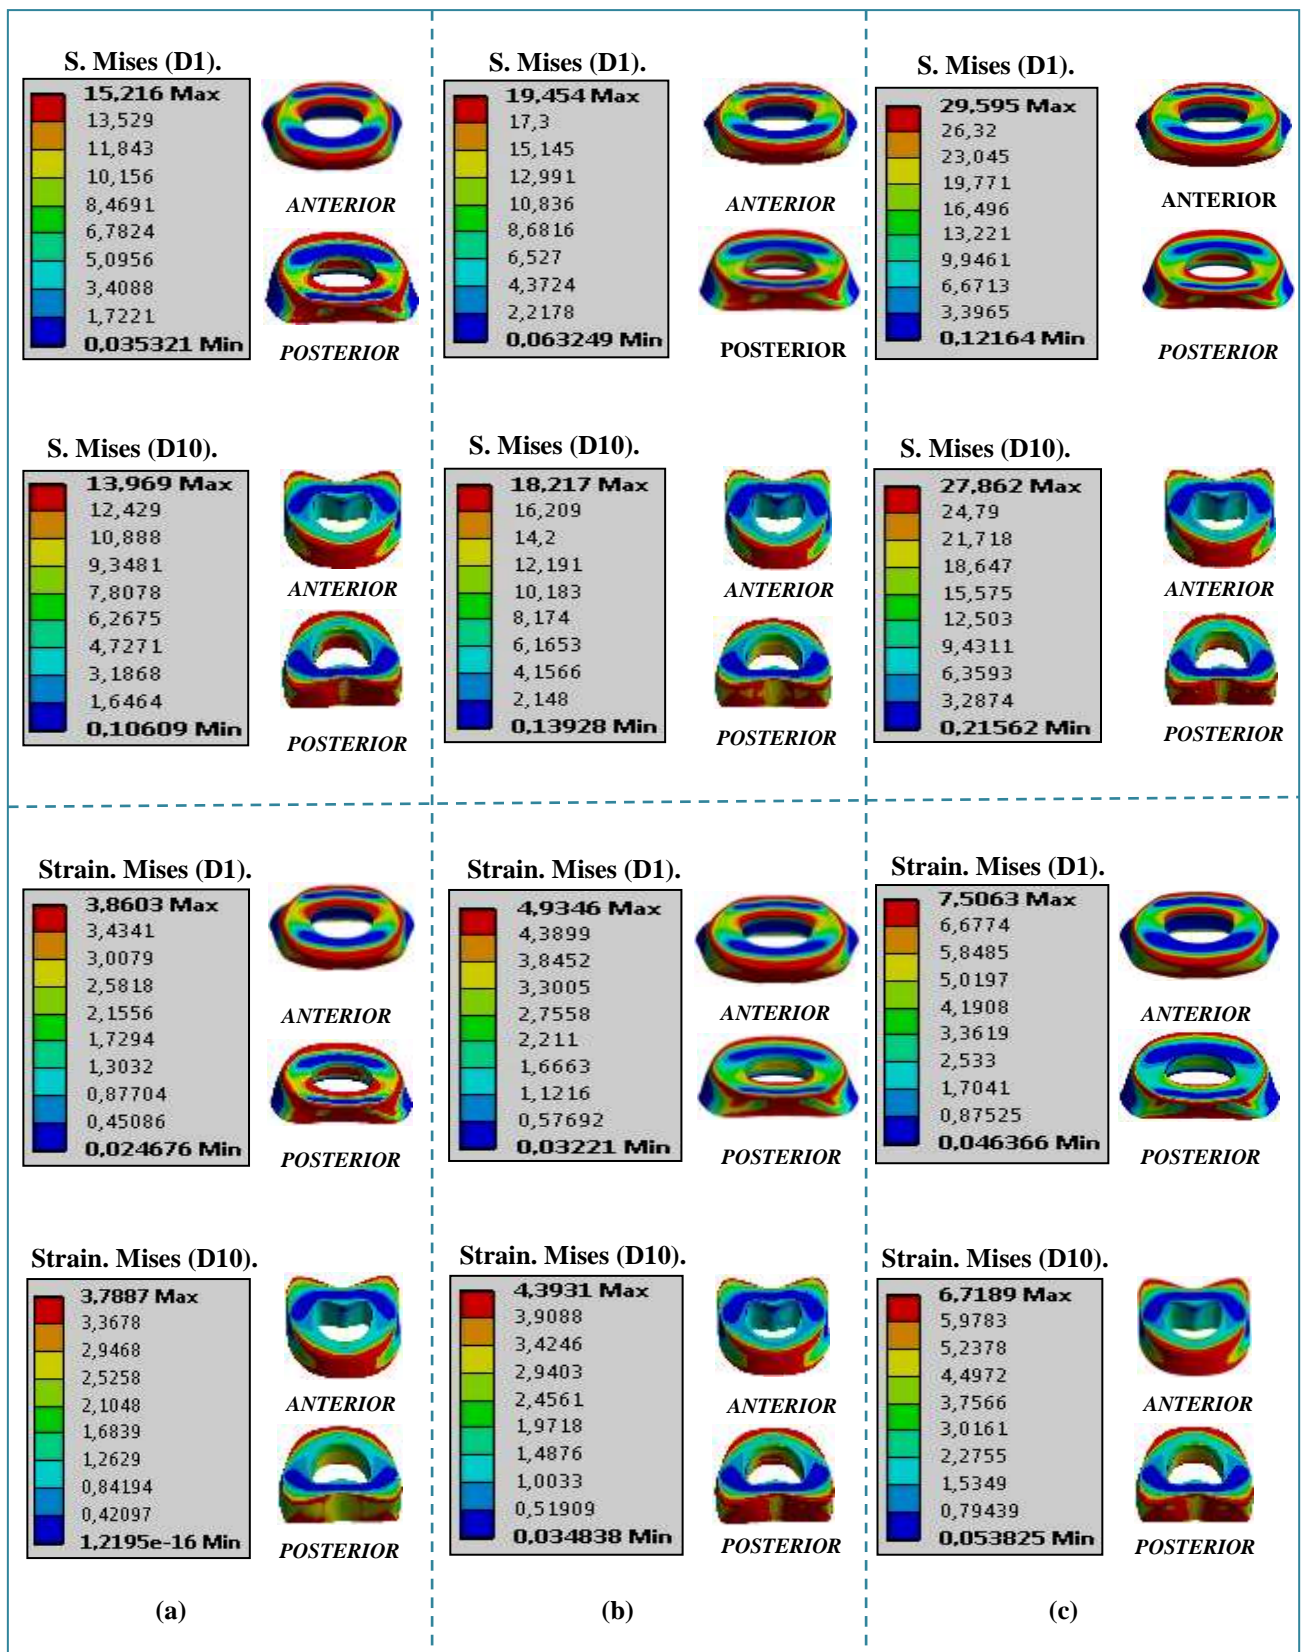 S. Mises (D1).
15,216 Max
13,529
11,843
10,156
8,4691
6,7824
5,0956
3,4088
1,7221
0,035321 Min
ANTERIOR
POSTERIOR
S. Mises (D1).
19,454 Max
17,3
15,145
12,991
10,836
8,6816
6,527
4,3724
2,2178
0,063249 Min
ANTERIOR
POSTERIOR
S. Mises (D1).
29,595 Max
26,32
23,045
19,771
16,496
13,221
9,9461
6,6713
3,3965
0,12164 Min
ANTERIOR
POSTERIOR
S. Mises (D10).
13,969 Max
12,429
10,888
9,3481
7,8078
6,2675
4,7271
3,1868
1,6464
0,10609 Min
ANTERIOR
POSTERIOR
S. Mises (D10).
18,217 Max
16,209
14,2
12,191
10,183
8,174
6,1653
4,1566
2,148
0,13928 Min
ANTERIOR
POSTERIOR
S. Mises (D10).
27,862 Max
24,79
21,718
18,647
15,575
12,503
9,4311
6,3593
3,2874
0,21562 Min
ANTERIOR
POSTERIOR
Strain. Mises (D1).
3,8603 Max
3,4341
3,0079
2,5818
2,1556
1,7294
1,3032
0,87704
0,45086
0,024676 Min
ANTERIOR
POSTERIOR
Strain. Mises (D1).
4,9346 Max
4,3899
3,8452
3,3005
2,7558
2,211
1,6663
1,1216
0,57692
0,03221 Min
ANTERIOR
POSTERIOR
Strain. Mises (D1).
7,5063 Max
6,6774
5,8485
5,0197
4,1908
3,3619
2,533
1,7041
0,87525
0,046366 Min
ANTERIOR
POSTERIOR
Strain. Mises (D10).
3,7887 Max
3,3678
2,9468
2,5258
2,1048
1,6839
1,2629
0,84194
0,42097
1,2195e-16 Min
ANTERIOR
POSTERIOR
Strain. Mises (D10).
4,3931 Max
3,9088
3,4246
2,9403
2,4561
1,9718
1,4876
1,0033
0,51909
0,034838 Min
ANTERIOR
POSTERIOR
Strain. Mises (D10).
6,7189 Max
5,9783
5,2378
4,4972
3,7566
3,0161
2,2755
1,5349
0,79439
0,053825 Min
ANTERIOR
POSTERIOR
(a)
(b)
(c)